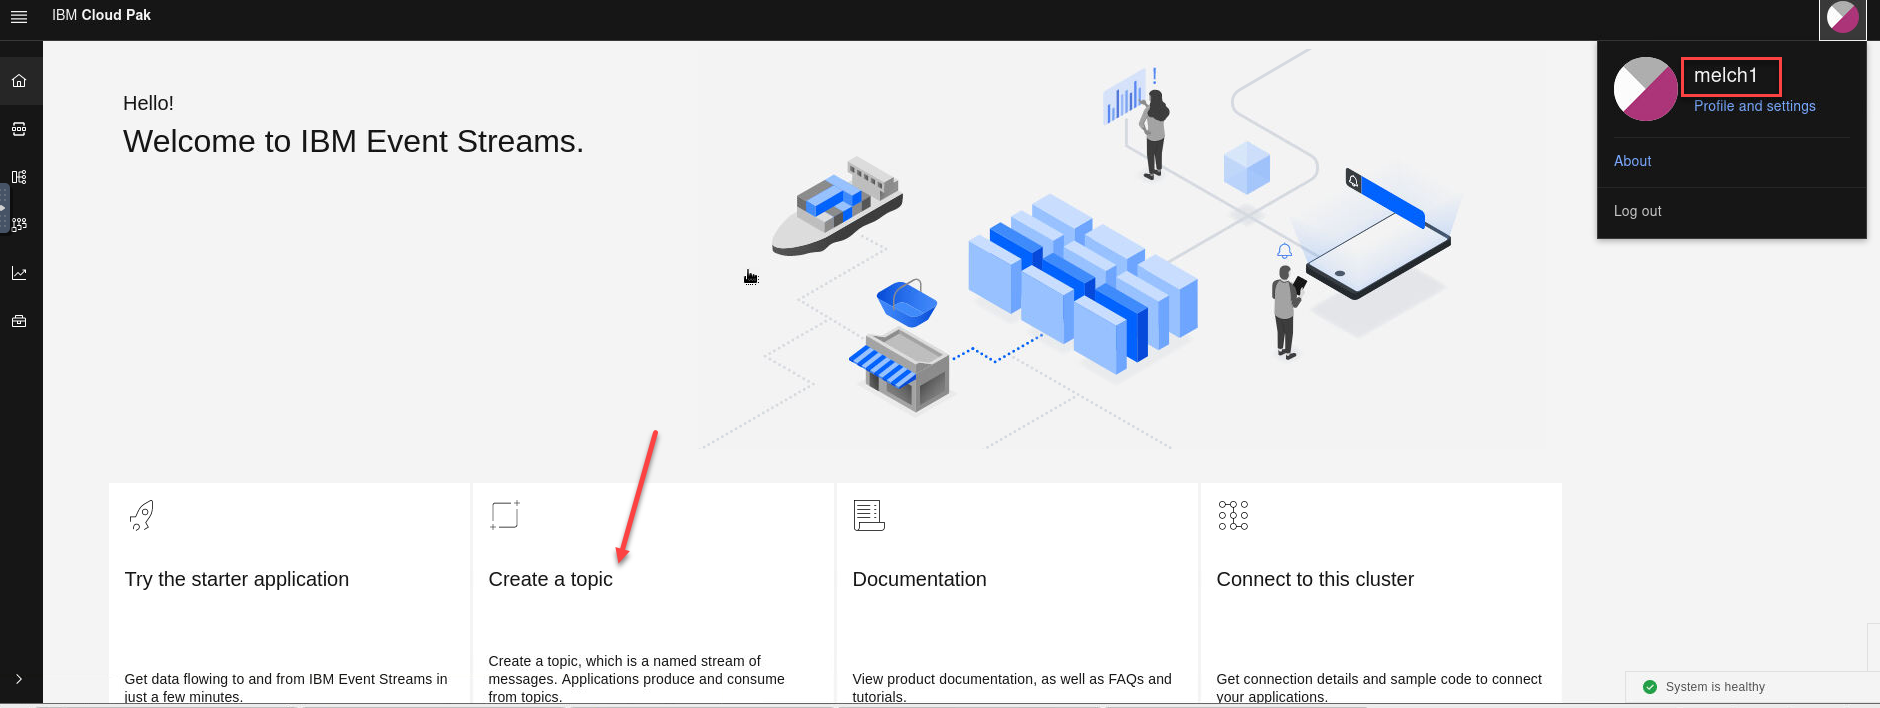 IBM Cloud Pak
melch1
Profile and settings
About
Log out
Hello!
Welcome to IBM Event Streams.
!
Try the starter application
Get data flowing to and from IBM Event Streams in
just a few minutes.
Create a topic
Create a topic, which is a named stream of
messages. Applications produce and consume
from topics.
Documentation
View product documentation, as well as FAQs and
tutorials.
Connect to this cluster
Get connection details and sample code to connect
your applications.
System is healthy